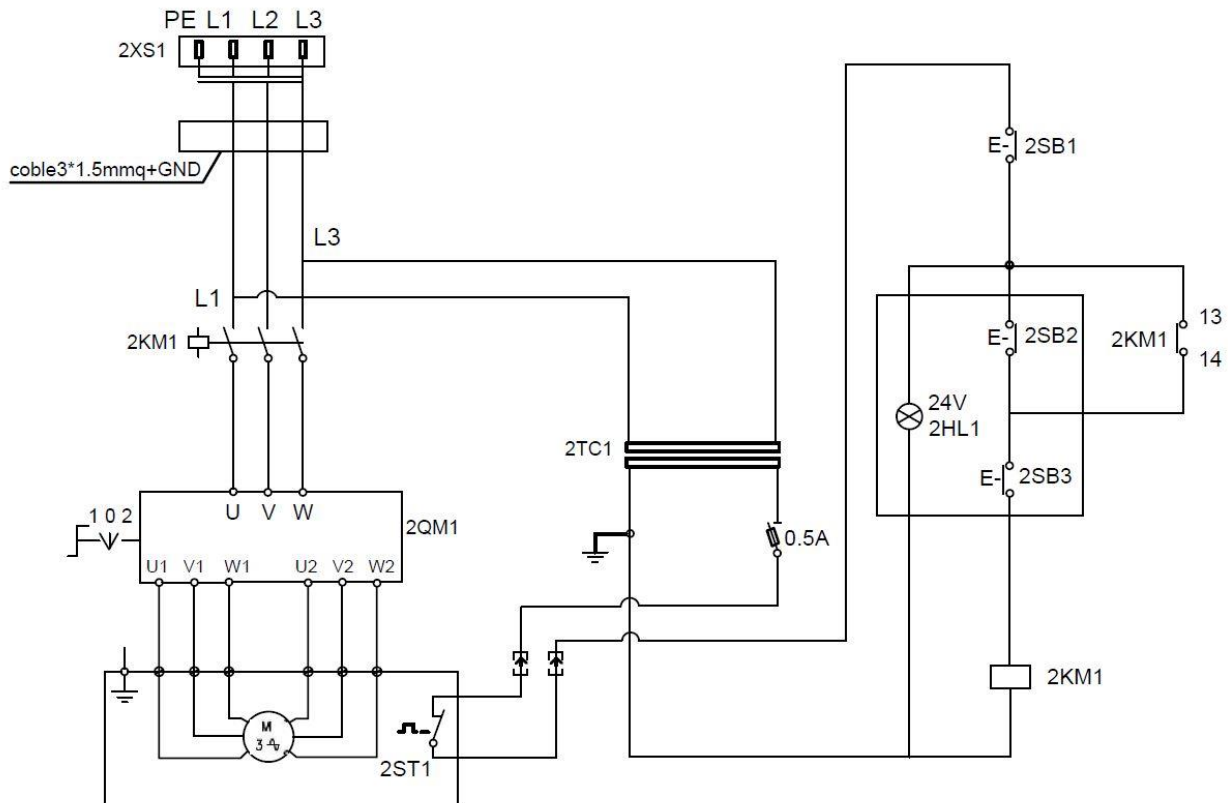 PE L1 L2 L3
2XS1
E- 2SB1
coble3*1.5mmq+GND
L3
L1
13
2KM1
E- 2SB2
2KM1
14
24V
2HL1
2TC1
E- 2SB3
U V W
1 0 2
2QM1
0.5A
U1 V1 W1 U2 V2 W2
2KM1
M
3
2ST1